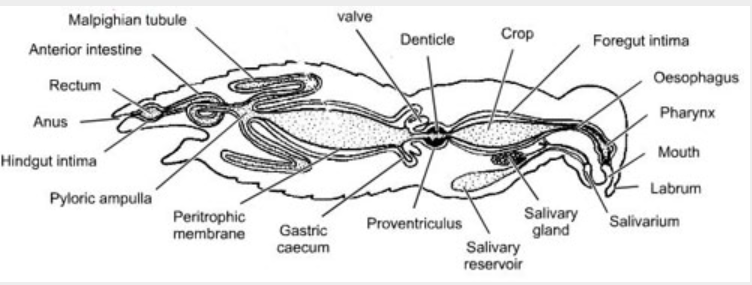 Malpighian tubule
valve
Denticle
Crop
Foregut intima
Anterior intestine
Oesophagus
Rectum
Pharynx
Anus
Mouth
Hindgut intima
Labrum
Pyloric ampulla
Peritrophic
membrane
Gastric
caecum
Proventriculus
Salivary
gland
Salivarium
Salivary
reservoir